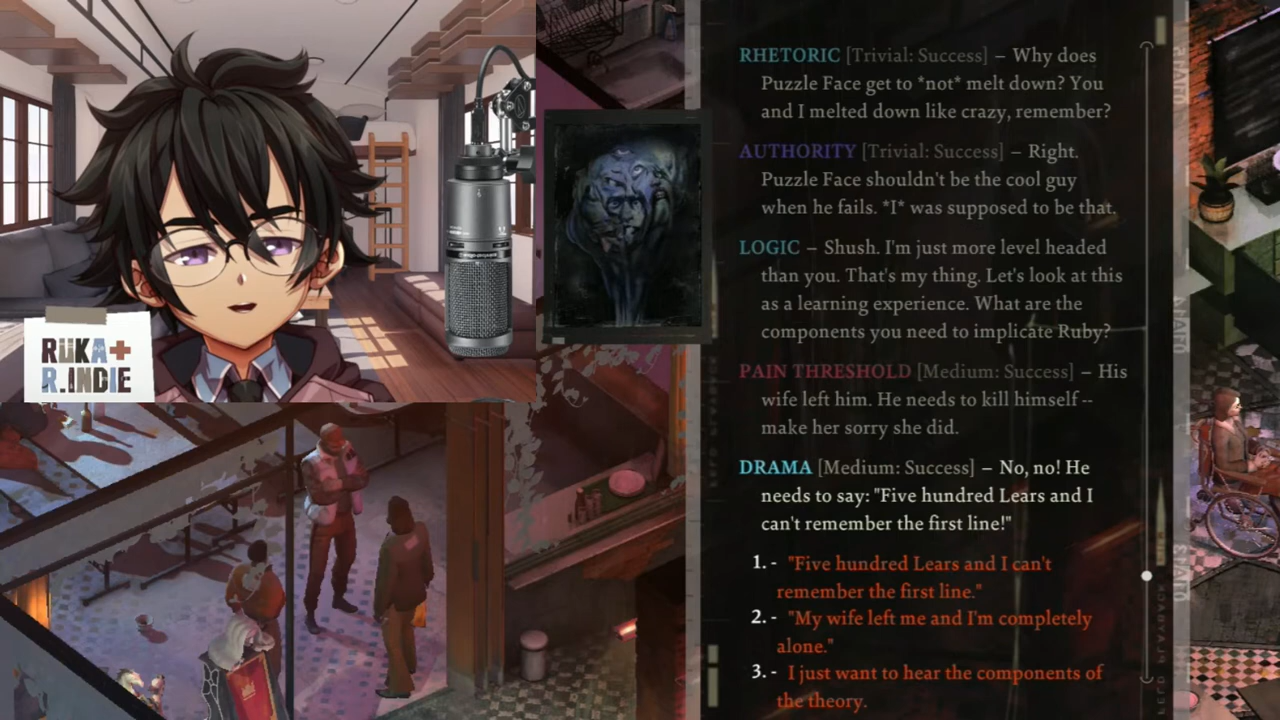 RUKA+
R.INDIE
RHETORIC [Trivial: Success] – Why does
Puzzle Face get to *not* melt down? You
and I melted down like crazy, remember?
AUTHORITY [Trivial: Success] – Right.
Puzzle Face shouldn't be the cool guy
when he fails. *I* was supposed to be that.
LOGIC – Shush. I'm just more level headed
than you. That's my thing. Let's look at this
as a learning experience. What are the
components you need to implicate Ruby?
PAIN THRESHOLD [Medium: Success] – His
wife left him. He needs to kill himself --
make her sorry she did.
DRAMA [Medium: Success] – No, no! He
needs to say: "Five hundred Lears and I
can't remember the first line!"
1. - "Five hundred Lears and I can't
remember the first line."
2. - "My wife left me and I'm completely
alone."
3. - I just want to hear the components of
the theory.